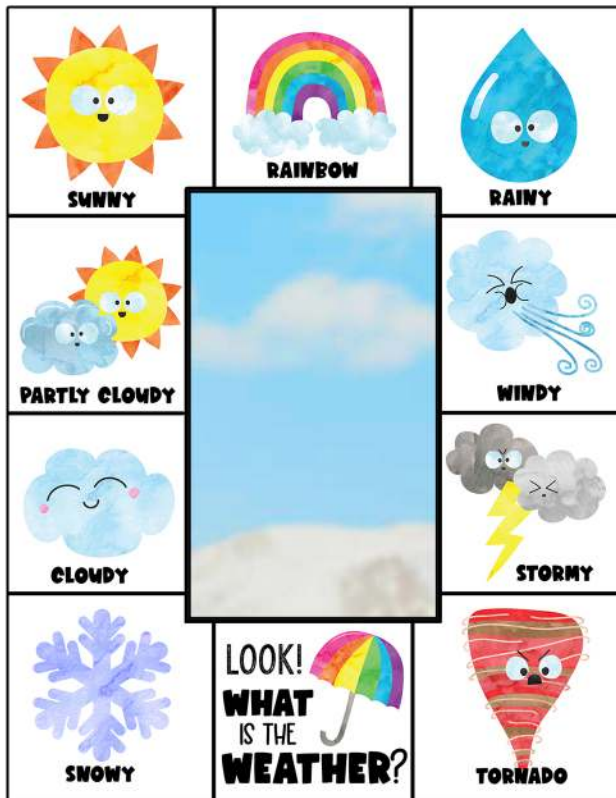 SUNNY
RAINBOW
RAINY
PARTLY CLOUDY
WINDY
CLOUDY
STORMY
SNOWY
LOOK!
WHAT
IS THE
WEATHER?
TORNADO